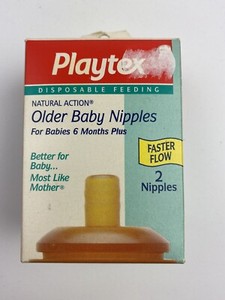 Playtex
DISPOSABLE FEEDING
NATURAL ACTION®
Older Baby Nipples
For Babies 6 Months Plus
Better for
Baby...
Most Like
Mother®
FASTER
FLOW
2
Nipples